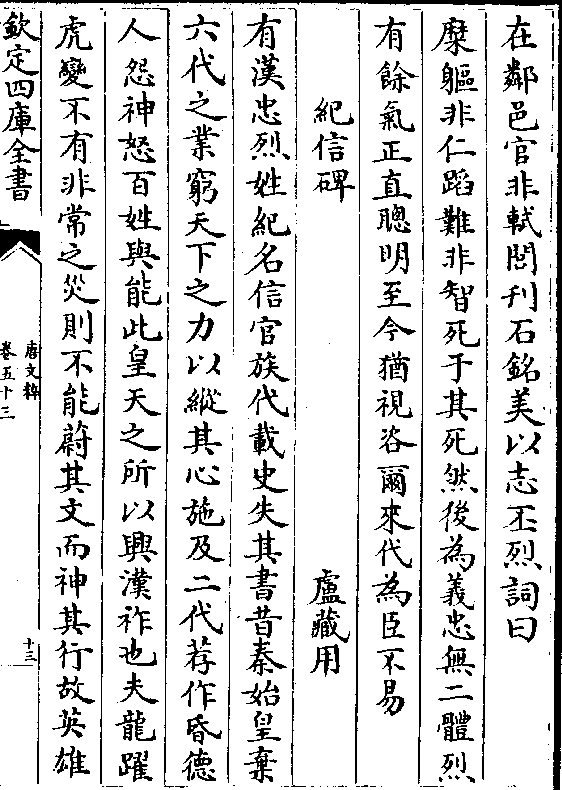 在鄰邑官非軾閭刋石銘美以志丕烈詞曰
糜軀非仁蹈難非智死于其死然後為義忠無二體烈
有餘氣正直聰明至今猶視咨爾來代為臣不易
紀信碑 盧藏用
有漢忠烈姓紀名信官族代載史失其書昔秦始皇棄
六代之業窮天下之力以縱其心施及二代荐作昏德
人怨神怒百姓與能此皇天之所以興漢祚也夫龍躍
虎變不有非常之災則不能蔚其文而神其行故英雄
欽定四庫全書
唐文粹
卷五十三
十三